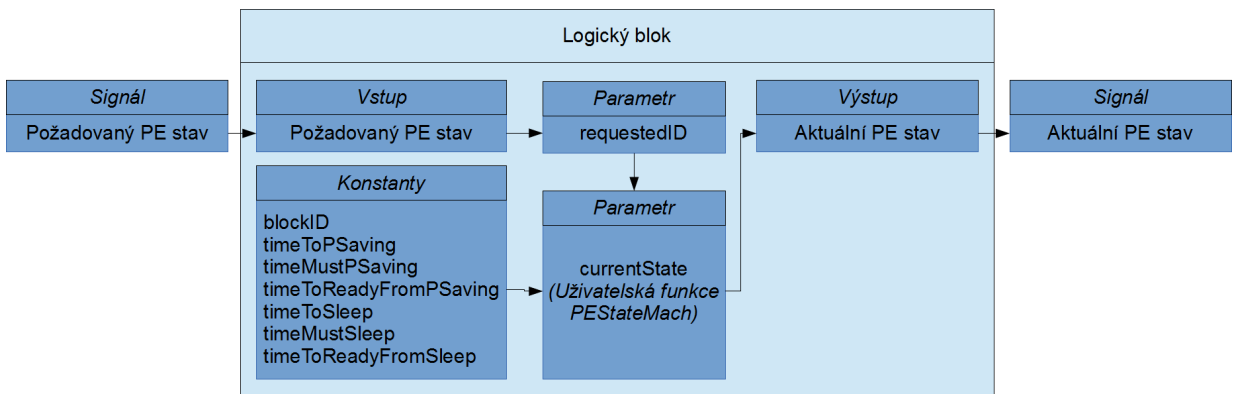 Logický blok
Signál
Požadovaný PE stav
Vstup
Požadovaný PE stav
Parametr
requestedID
Výstup
Aktuální PE stav
Signál
Aktuální PE stav
Konstanty
blockID
timeToPSaving
timeMustPSaving
timeToReadyFromPSaving
timeToSleep
timeMustSleep
timeToReadyFromSleep
Parametr
currentState
(Uživatelská funkce
PEStateMach)